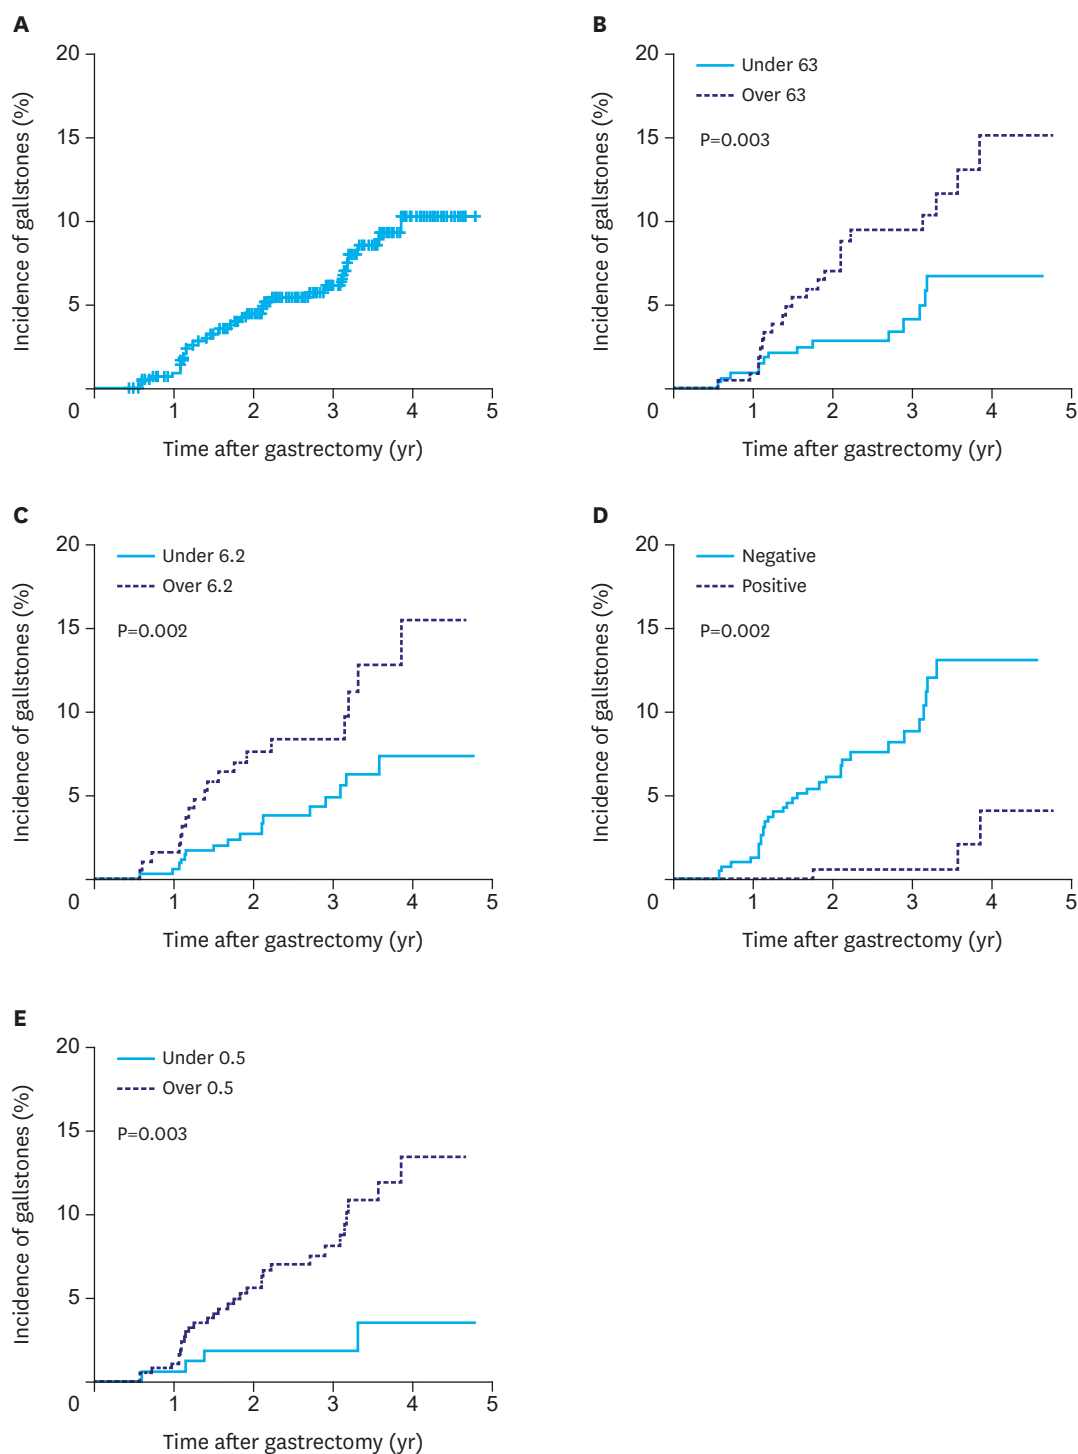 A
Incidence of gallstones (%)
20
15
10
5
0
1 2 3 4 5
Time after gastrectomy (yr)
B
Incidence of gallstones (%)
20
15
10
5
0
Under 63
Over 63
P=0.003
1 2 3 4 5
Time after gastrectomy (yr)
C
Incidence of gallstones (%)
20
15
10
5
0
Under 6.2
Over 6.2
P=0.002
1 2 3 4 5
Time after gastrectomy (yr)
D
Incidence of gallstones (%)
20
15
10
5
0
Negative
Positive
P=0.002
1 2 3 4 5
Time after gastrectomy (yr)
E
Incidence of gallstones (%)
20
15
10
5
0
Under 0.5
Over 0.5
P=0.003
1 2 3 4 5
Time after gastrectomy (yr)